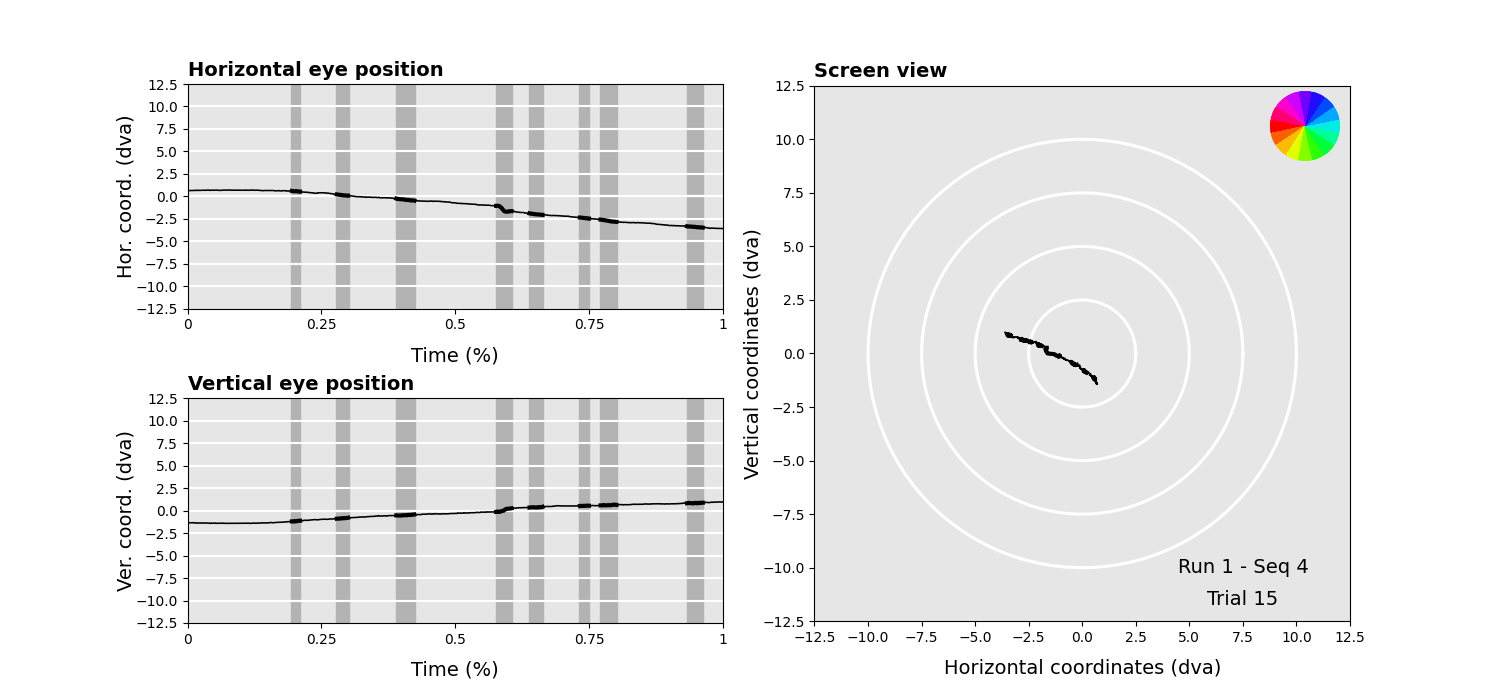 Horizontal eye position
Hor. coord. (dva)
12.5
10.0
7.5
5.0
2.5
0.0
−2.5
−5.0
−7.5
−10.0
−12.5
0 0.25 0.5 0.75 1
Time (%)
Vertical eye position
Ver. coord. (dva)
12.5
10.0
7.5
5.0
2.5
0.0
−2.5
−5.0
−7.5
−10.0
−12.5
0 0.25 0.5 0.75 1
Time (%)
Screen view
Vertical coordinates (dva)
12.5
10.0
7.5
5.0
2.5
0.0
−2.5
−5.0
−7.5
−10.0
−12.5
Run 1 - Seq 4
Trial 15
−12.5 −10.0 −7.5 −5.0 −2.5 0.0 2.5 5.0 7.5 10.0 12.5
Horizontal coordinates (dva)